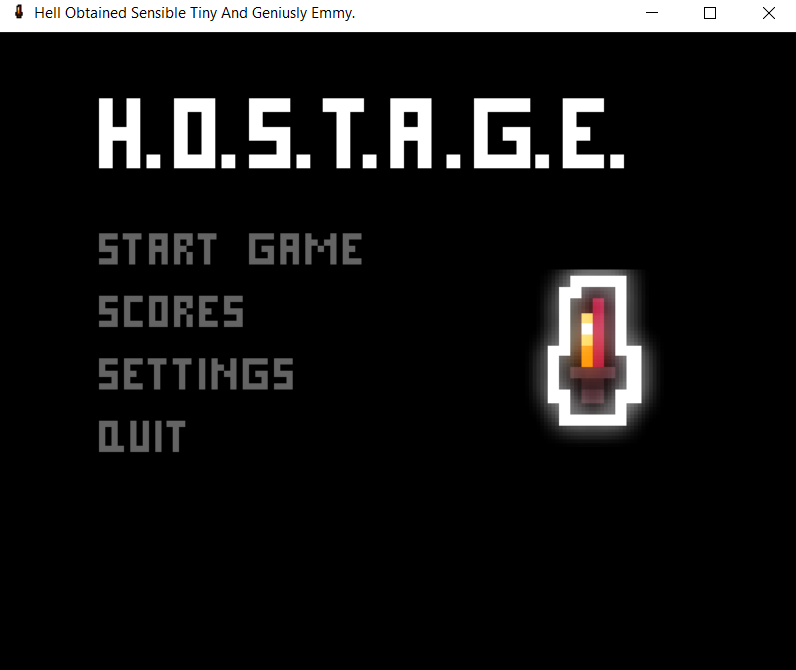 Hell Obtained Sensible Tiny And Geniusly Emmy.
H.O.S.T.A.G.E.
START GAME
SCORES
SETTINGS
QUIT